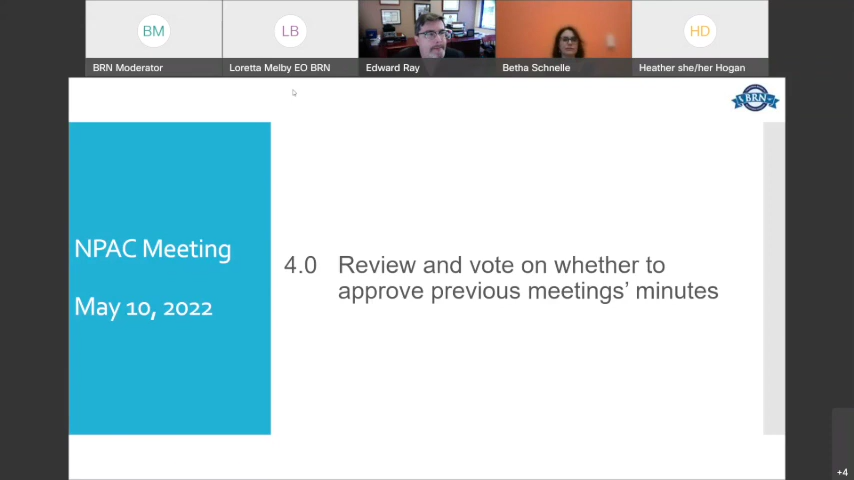 BM
LB
HD
BRN Moderator
Loretta Melby EO BRN
Edward Ray
Betha Schnelle
Heather she/her Hogan
BRN
NPAC Meeting
May 10, 2022
4.0 Review and vote on whether to
approve previous meetings’ minutes
+4